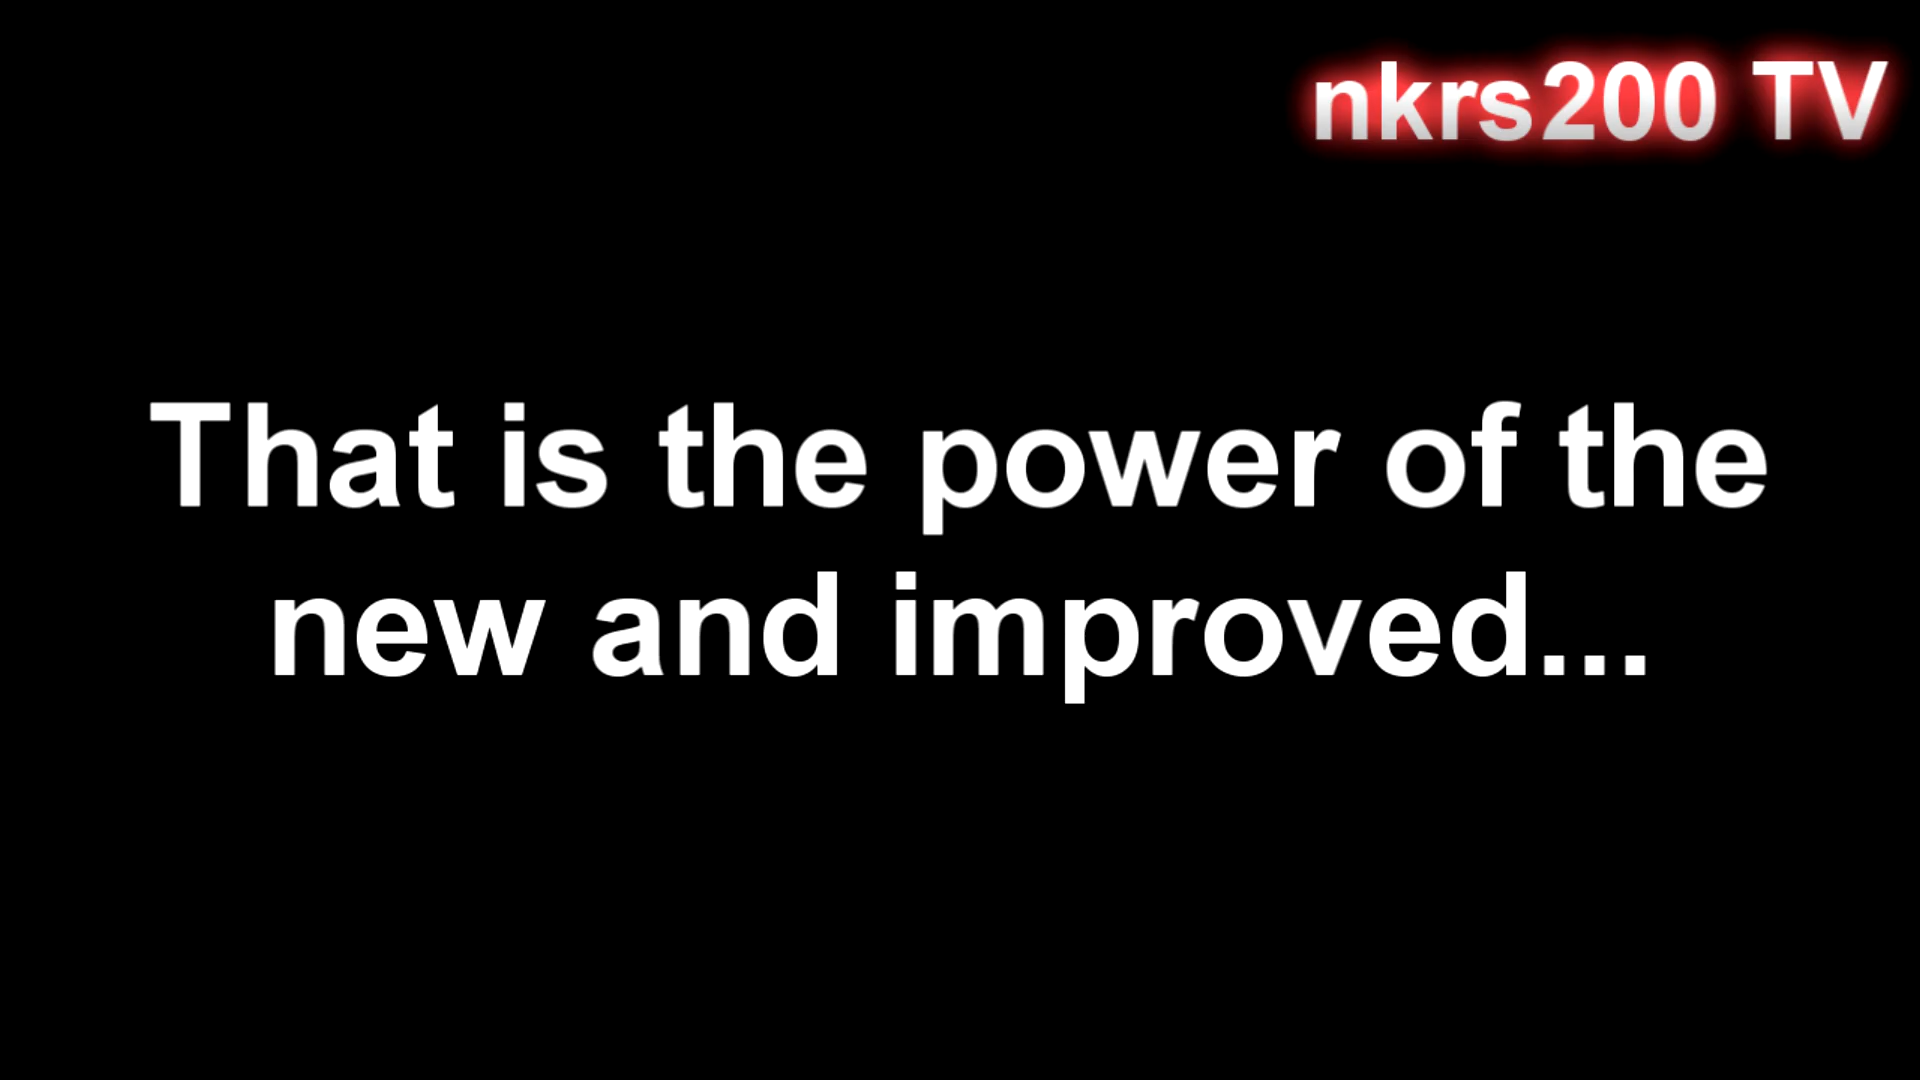 nkrs200 TV
That is the power of the
new and improved...